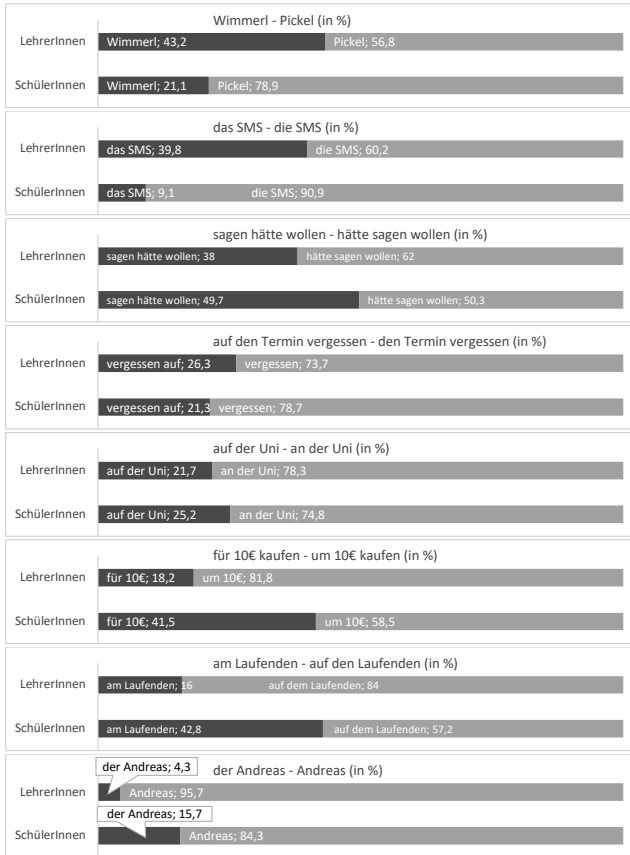 Wimmerl - Pickel (in %)
LehrerInnen Wimmerl; 43,2 Pickel; 56,8
SchülerInnen Wimmerl; 21,1 Pickel; 78,9
das SMS - die SMS (in %)
LehrerInnen das SMS; 39,8 die SMS; 60,2
SchülerInnen das SMS; 9,1 die SMS; 90,9
sagen hätte wollen - hätte sagen wollen (in %)
LehrerInnen sagen hätte wollen; 38 hätte sagen wollen; 62
SchülerInnen sagen hätte wollen; 49,7 hätte sagen wollen; 50,3
auf den Termin vergessen - den Termin vergessen (in %)
LehrerInnen vergessen auf; 26,3 vergessen; 73,7
SchülerInnen vergessen auf; 21,3 vergessen; 78,7
auf der Uni - an der Uni (in %)
LehrerInnen auf der Uni; 21,7 an der Uni; 78,3
SchülerInnen auf der Uni; 25,2 an der Uni; 74,8
für 10€ kaufen - um 10€ kaufen (in %)
LehrerInnen für 10€; 18,2 um 10€; 81,8
SchülerInnen für 10€; 41,5 um 10€; 58,5
am Laufenden - auf den Laufenden (in %)
LehrerInnen am Laufenden; 16 auf dem Laufenden; 84
SchülerInnen am Laufenden; 42,8 auf dem Laufenden; 57,2
der Andreas - Andreas (in %)
der Andreas; 4,3
LehrerInnen Andreas; 95,7
der Andreas; 15,7
SchülerInnen Andreas; 84,3